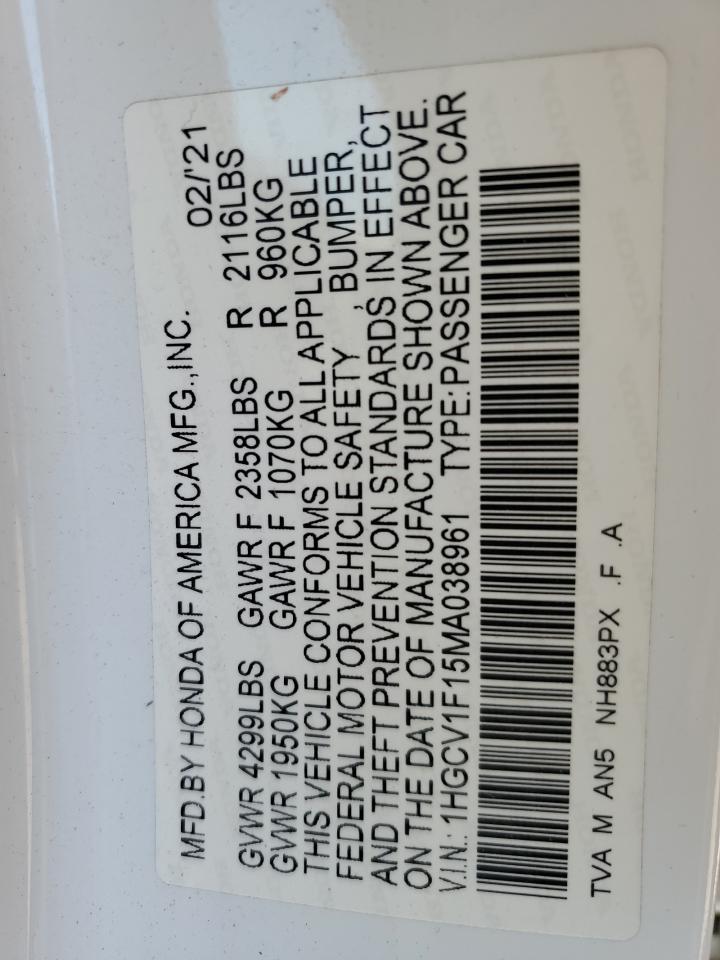 MFD.BY HONDA OF AMERICA MFG.,INC. 02/'21
GVWR 4299LBS GAWR F 2358LBS R 2116LBS
GVWR 1950KG GAWR F 1070KG R 960KG
THIS VEHICLE CONFORMS TO ALL APPLICABLE
FEDERAL MOTOR VEHICLE SAFETY, BUMPER,
AND THEFT PREVENTION STANDARDS IN EFFECT
ON THE DATE OF MANUFACTURE SHOWN ABOVE.
V.I.N.: 1HGCV1F15MA038961 TYPE:PASSENGER CAR
TVA M AN5 NH883PX .F .A